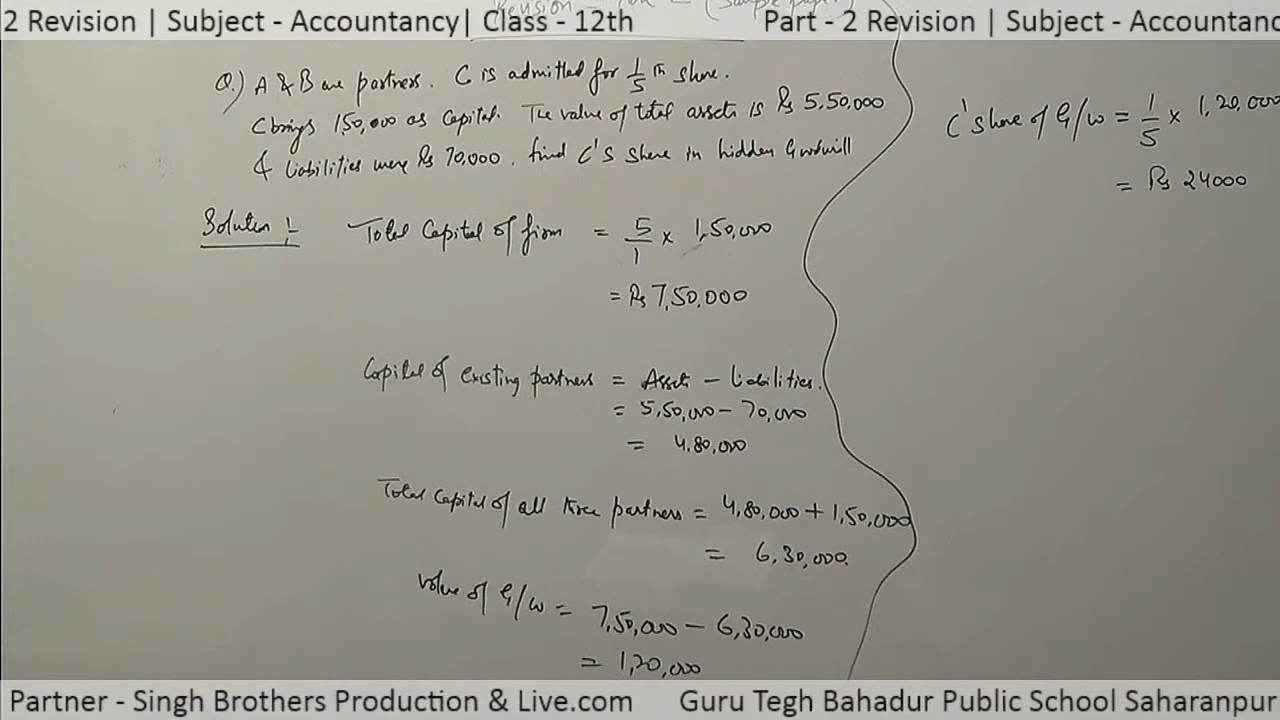 2 Revision | Subject - Accountancy| Class - 12th
Part - 2 Revision | Subject - Accountanc
Q.) A & B are partners. C is admitted for 1/5 th share.
C brings 150,000 as capital. The value of total assets is Rs 5,50,000
& liabilities were Rs 70,000. find C's share in hidden Goodwill
Solution :-
Total Capital of firm = 5/1 x 1,50,000
= Rs 7,50,000
Capital of existing partners = Assets - Liabilities.
= 5,50,000 - 70,000
= 4,80,000
Total Capital of all three partners = 4,80,000 + 1,50,000
= 6,30,000.
Value of G/W = 7,50,000 - 6,30,000
= 1,20,000
C's share of G/W = 1/5 x 1,20,000
= Rs 24000
Partner - Singh Brothers Production & Live.com
Guru Tegh Bahadur Public School Saharanpur